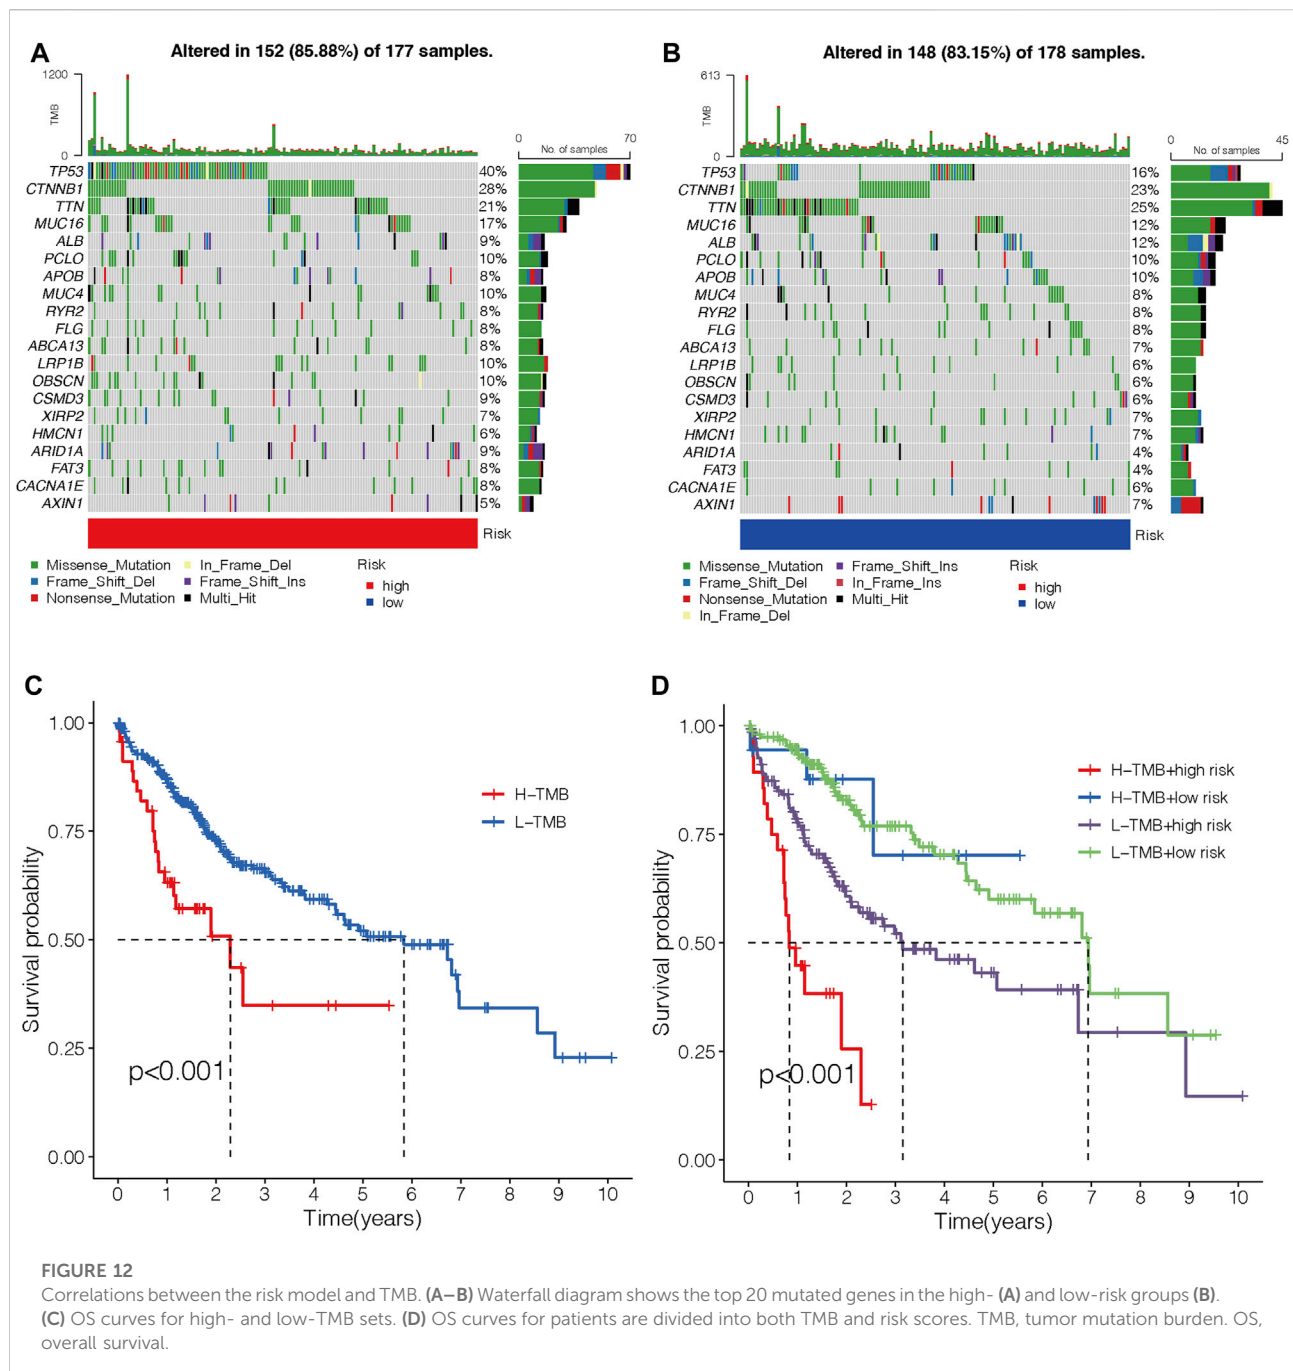 A
Altered in 152 (85.88%) of 177 samples.
1200
TMB
0
0
70
No. of samples
TP53 40%
CTNNB1 28%
TTN 21%
MUC16 17%
ALB 9%
PCLO 10%
APOB 8%
MUC4 10%
RYR2 8%
FLG 8%
ABCA13 8%
LRP1B 10%
OBSCN 10%
CSMD3 9%
XIRP2 7%
HMCN1 6%
ARID1A 9%
FAT3 8%
CACNA1E 8%
AXIN1 5%
Risk
Missense_Mutation
Frame_Shift_Del
Nonsense_Mutation
In_Frame_Del
Frame_Shift_Ins
Multi_Hit
Risk
high
low
B
Altered in 148 (83.15%) of 178 samples.
613
TMB
0
0
45
No. of samples
TP53 16%
CTNNB1 23%
TTN 25%
MUC16 12%
ALB 12%
PCLO 10%
APOB 10%
MUC4 8%
RYR2 8%
FLG 8%
ABCA13 7%
LRP1B 6%
OBSCN 6%
CSMD3 6%
XIRP2 7%
HMCN1 7%
ARID1A 4%
FAT3 4%
CACNA1E 6%
AXIN1 7%
Risk
Missense_Mutation
Frame_Shift_Del
Nonsense_Mutation
In_Frame_Del
Frame_Shift_Ins
In_Frame_Ins
Multi_Hit
Risk
high
low
C
Survival probability
1.00
0.75
0.50
0.25
0.00
H–TMB
L–TMB
p<0.001
0 1 2 3 4 5 6 7 8 9 10
Time(years)
D
Survival probability
1.00
0.75
0.50
0.25
0.00
H–TMB+high risk
H–TMB+low risk
L–TMB+high risk
L–TMB+low risk
p<0.001
0 1 2 3 4 5 6 7 8 9 10
Time(years)
FIGURE 12
Correlations between the risk model and TMB. (A–B) Waterfall diagram shows the top 20 mutated genes in the high- (A) and low-risk groups (B).
(C) OS curves for high- and low-TMB sets. (D) OS curves for patients are divided into both TMB and risk scores. TMB, tumor mutation burden. OS,
overall survival.